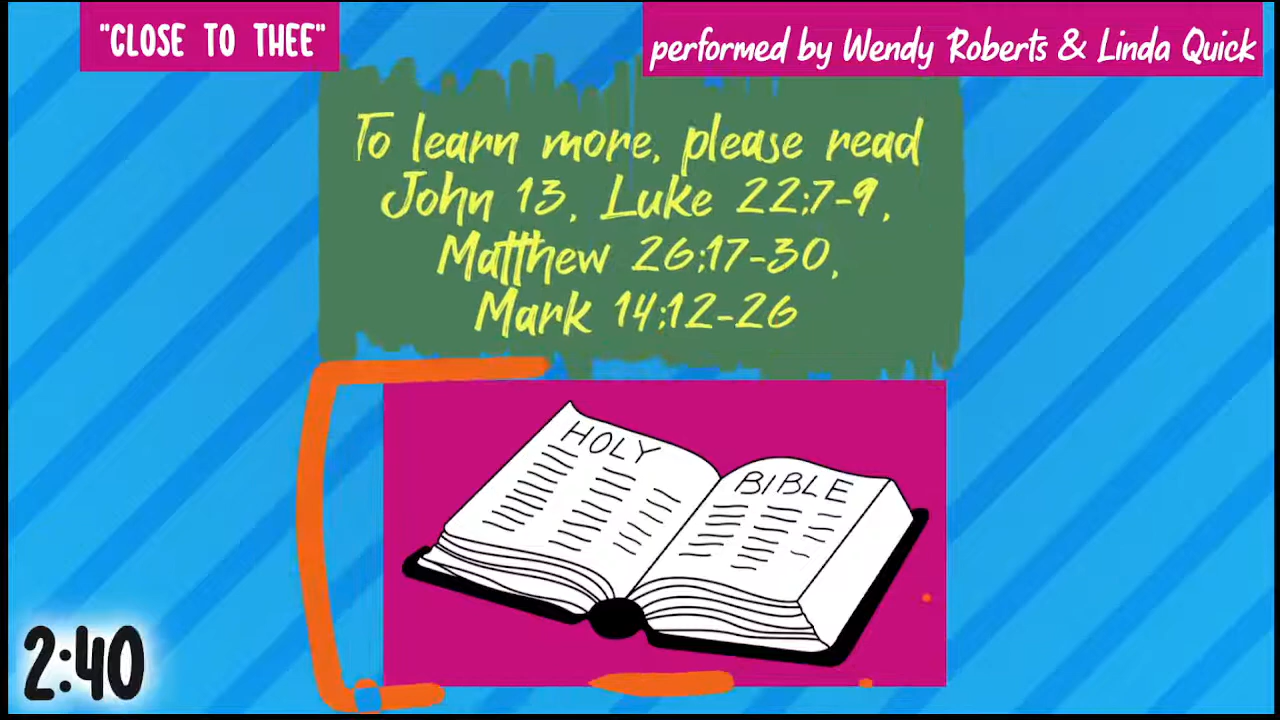 "CLOSE TO THEE"
performed by Wendy Roberts & Linda Quick
To learn more, please read
John 13, Luke 22:7-9,
Matthew 26:17-30,
Mark 14:12-26
HOLY
BIBLE
2:40